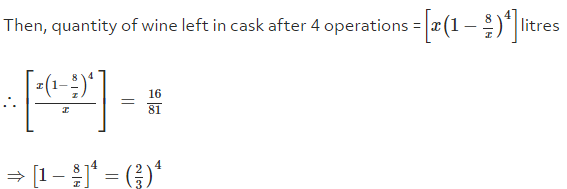 Then, quantity of wine left in cask after 4 operations = [x(1 − 8/x)^4] litres
∴ [x(1−8/x)^4 / x] = 16/81
⇒ [1 − 8/x]^4 = (2/3)^4